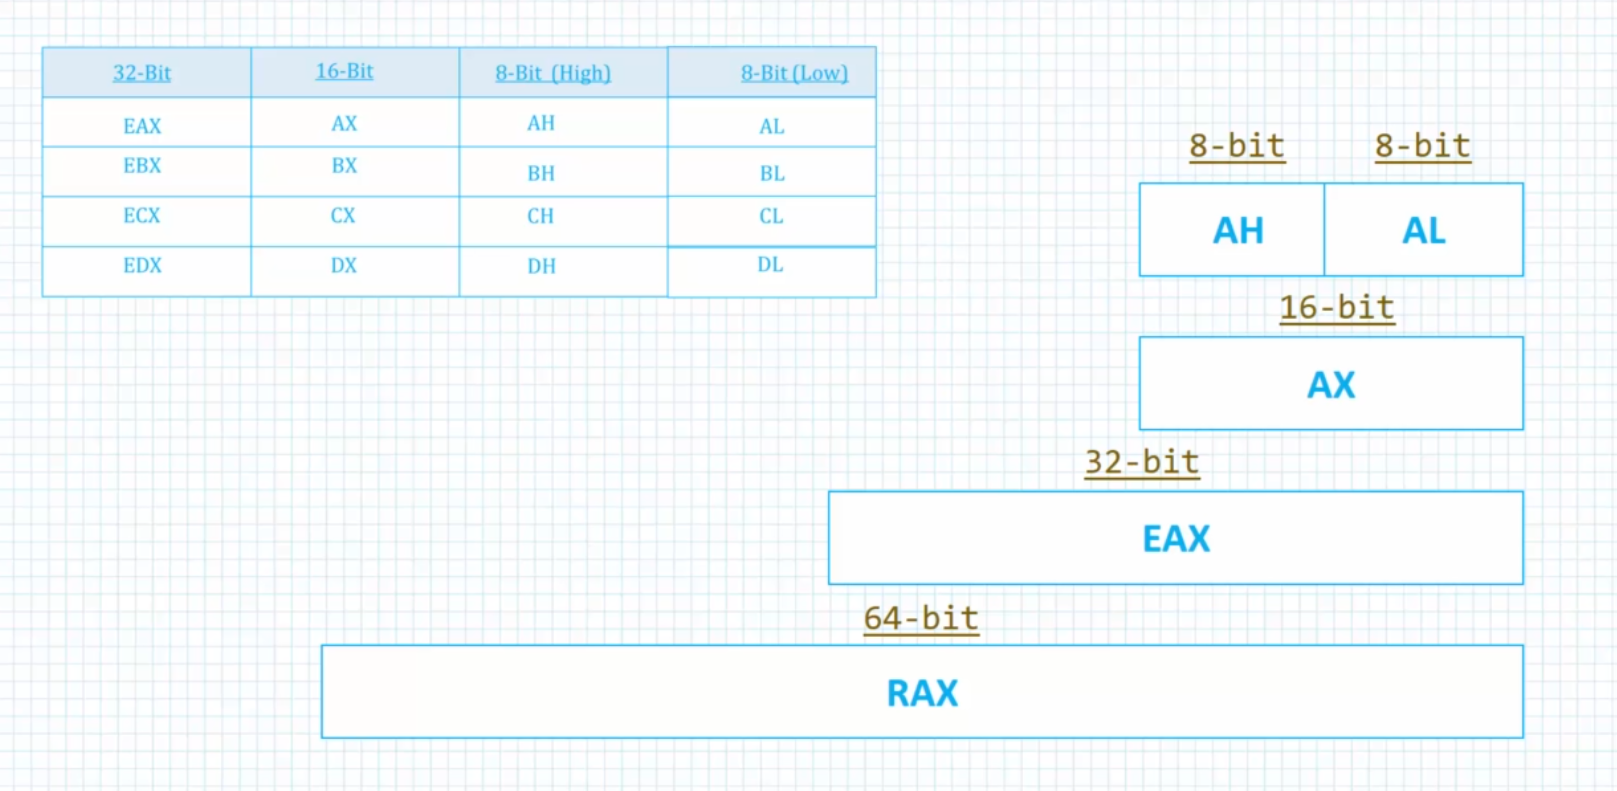 32-Bit 16-Bit 8-Bit (High) 8-Bit (Low)
EAX AX AH AL
EBX BX BH BL
ECX CX CH CL
EDX DX DH DL
8-bit 8-bit
AH AL
16-bit
AX
32-bit
EAX
64-bit
RAX